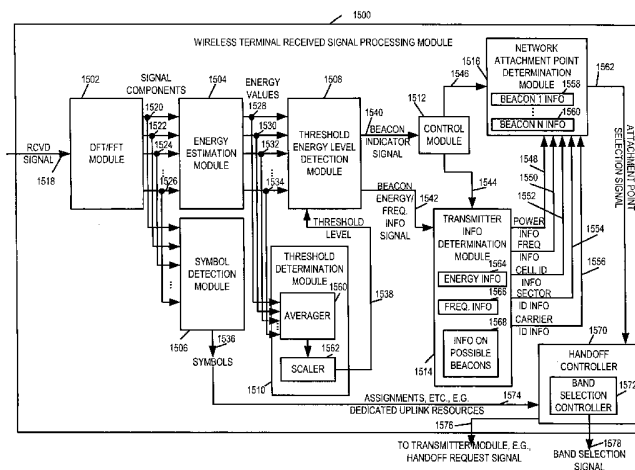 1500
WIRELESS TERMINAL RECEIVED SIGNAL PROCESSING MODULE
1502
DFT/FFT
MODULE
RCVD
SIGNAL
1518
SIGNAL
COMPONENTS
1520
1522
1524
1526
1504
ENERGY
ESTIMATION
MODULE
ENERGY
VALUES
1528
1530
1532
1534
1508
THRESHOLD
ENERGY LEVEL
DETECTION
MODULE
1540
BEACON
INDICATOR
SIGNAL
1512
CONTROL
MODULE
1546
1544
1516
NETWORK
ATTACHMENT POINT
DETERMINATION
MODULE
1558
BEACON 1 INFO
1560
BEACON N INFO
1562
ATTACHMENT POINT
SELECTION SIGNAL
BEACON
ENERGY/
FREQ.
INFO
SIGNAL
1542
1548
1550
1552
1554
1556
TRANSMITTER
INFO
DETERMINATION
MODULE
1564
ENERGY INFO
1566
FREQ. INFO
1568
INFO ON
POSSIBLE
BEACONS
1514
POWER
INFO
FREQ
INFO
CELL ID
INFO
SECTOR
ID INFO
CARRIER
ID INFO
SYMBOL
DETECTION
MODULE
1506
1536
SYMBOLS
THRESHOLD
LEVEL
1538
THRESHOLD
DETERMINATION
MODULE
1560
AVERAGER
1562
SCALER
1510
1570
HANDOFF
CONTROLLER
1572
BAND
SELECTION
CONTROLLER
ASSIGNMENTS, ETC., E.G.
DEDICATED UPLINK RESOURCES
1574
1576
TO TRANSMITTER MODULE, E.G.,
HANDOFF REQUEST SIGNAL
1578
BAND SELECTION
SIGNAL